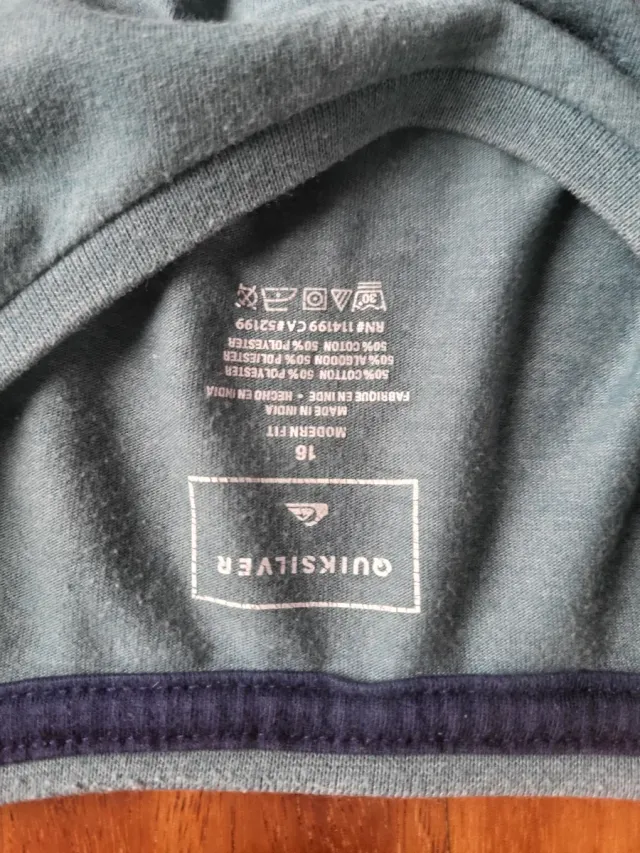 QUIKSILVER
16
MODERN FIT
MADE IN INDIA
FABRIQUE EN INDE • HECHO EN INDIA
50% COTTON 50% POLYESTER
50% ALGODON 50% POLIESTER
50% COTON 50% POLYESTER
RN# 114199 CA# 52199
30°